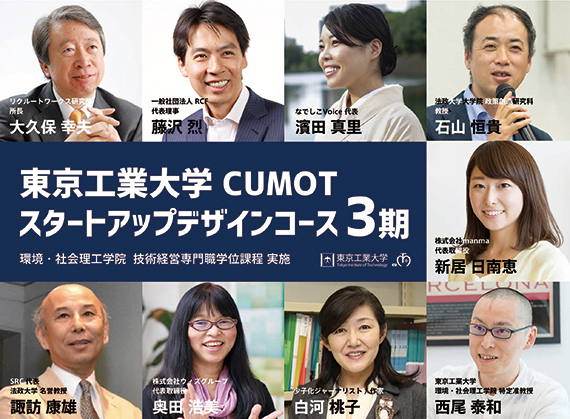 リクルートワークス研究所
所長
大久保 幸夫
一般社団法人 RCF
代表理事
藤沢 烈
なでしこVoice 代表
濱田 真里
法政大学大学院 政策創造研究科
教授
石山 恒貴
東京工業大学 CUMOT
スタートアップデザインコース 3期
環境・社会理工学院 技術経営専門職学位課程 実施
東京工業大学
Tokyo Institute of Technology
株式会社manma
代表取締役
新居 日南恵
SRC 代表
法政大学 名誉教授
諏訪 康雄
株式会社ウィズグループ
代表取締役
奥田 浩美
少子化ジャーナリスト 作家
白河 桃子
東京工業大学
環境・社会理工学院 特定准教授
西尾 泰和